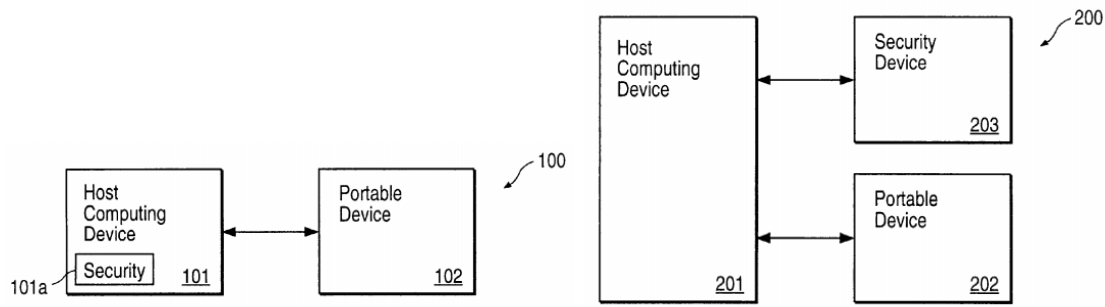 Host
Computing
Device
Security
101
101a
Portable
Device
102
100
Host
Computing
Device
201
Security
Device
203
Portable
Device
202
200